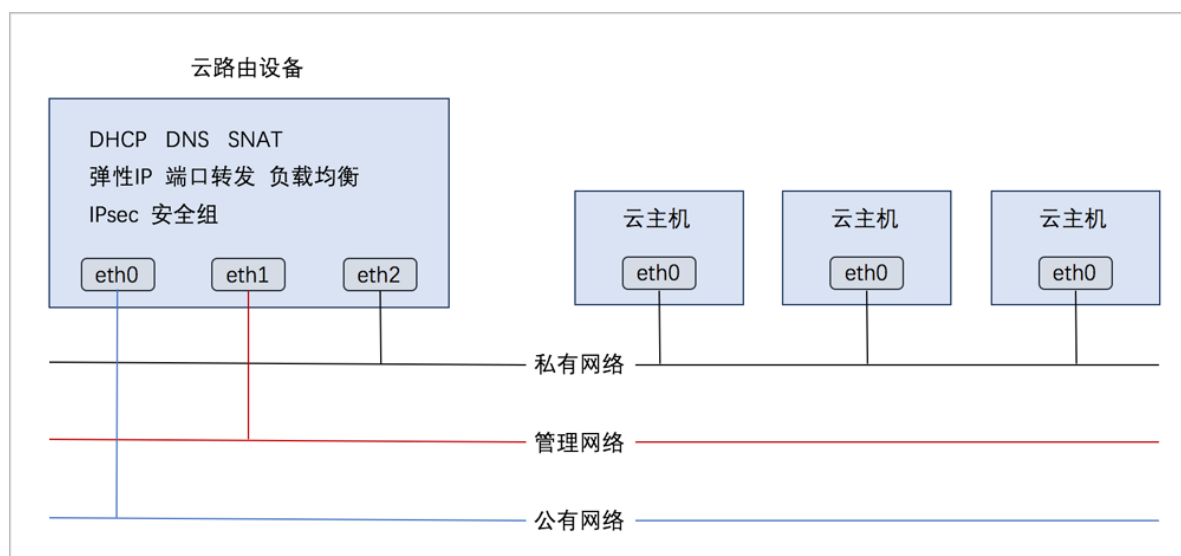 云路由设备
DHCP DNS SNAT
弹性IP 端口转发 负载均衡
IPsec 安全组
eth0 eth1 eth2
云主机 云主机 云主机
eth0 eth0 eth0
私有网络
管理网络
公有网络